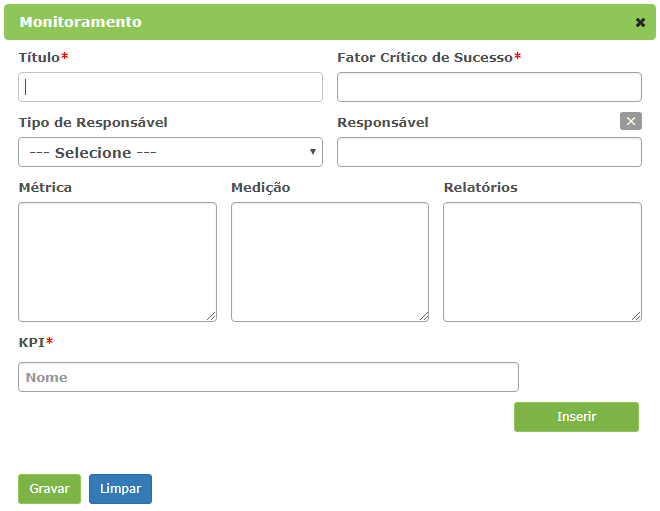 Monitoramento
Título* Fator Crítico de Sucesso*
Tipo de Responsável Responsável
--- Selecione ---
Métrica Medição Relatórios
KPI*
Nome
Inserir
Gravar Limpar